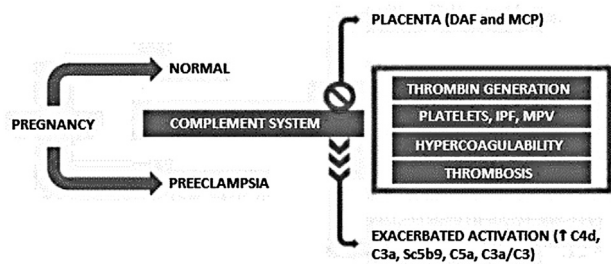 PLACENTA (DAF and MCP)
NORMAL
THROMBIN GENERATION
PREGNANCY
COMPLEMENT SYSTEM
PLATELETS, IPF, MPV
HYPERCOAGULABILITY
PREECLAMPSIA
THROMBOSIS
EXACERBATED ACTIVATION (↑ C4d,
C3a, Sc5b9, C5a, C3a/C3)